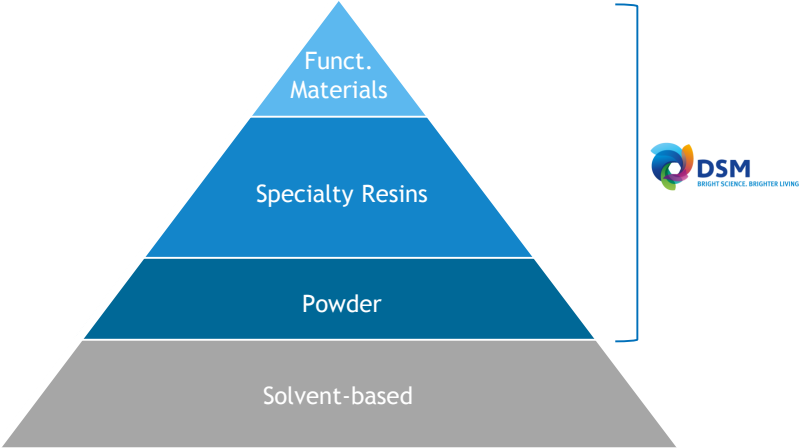 Funct.
Materials
Specialty Resins
DSM
BRIGHT SCIENCE. BRIGHTER LIVING
Powder
Solvent-based